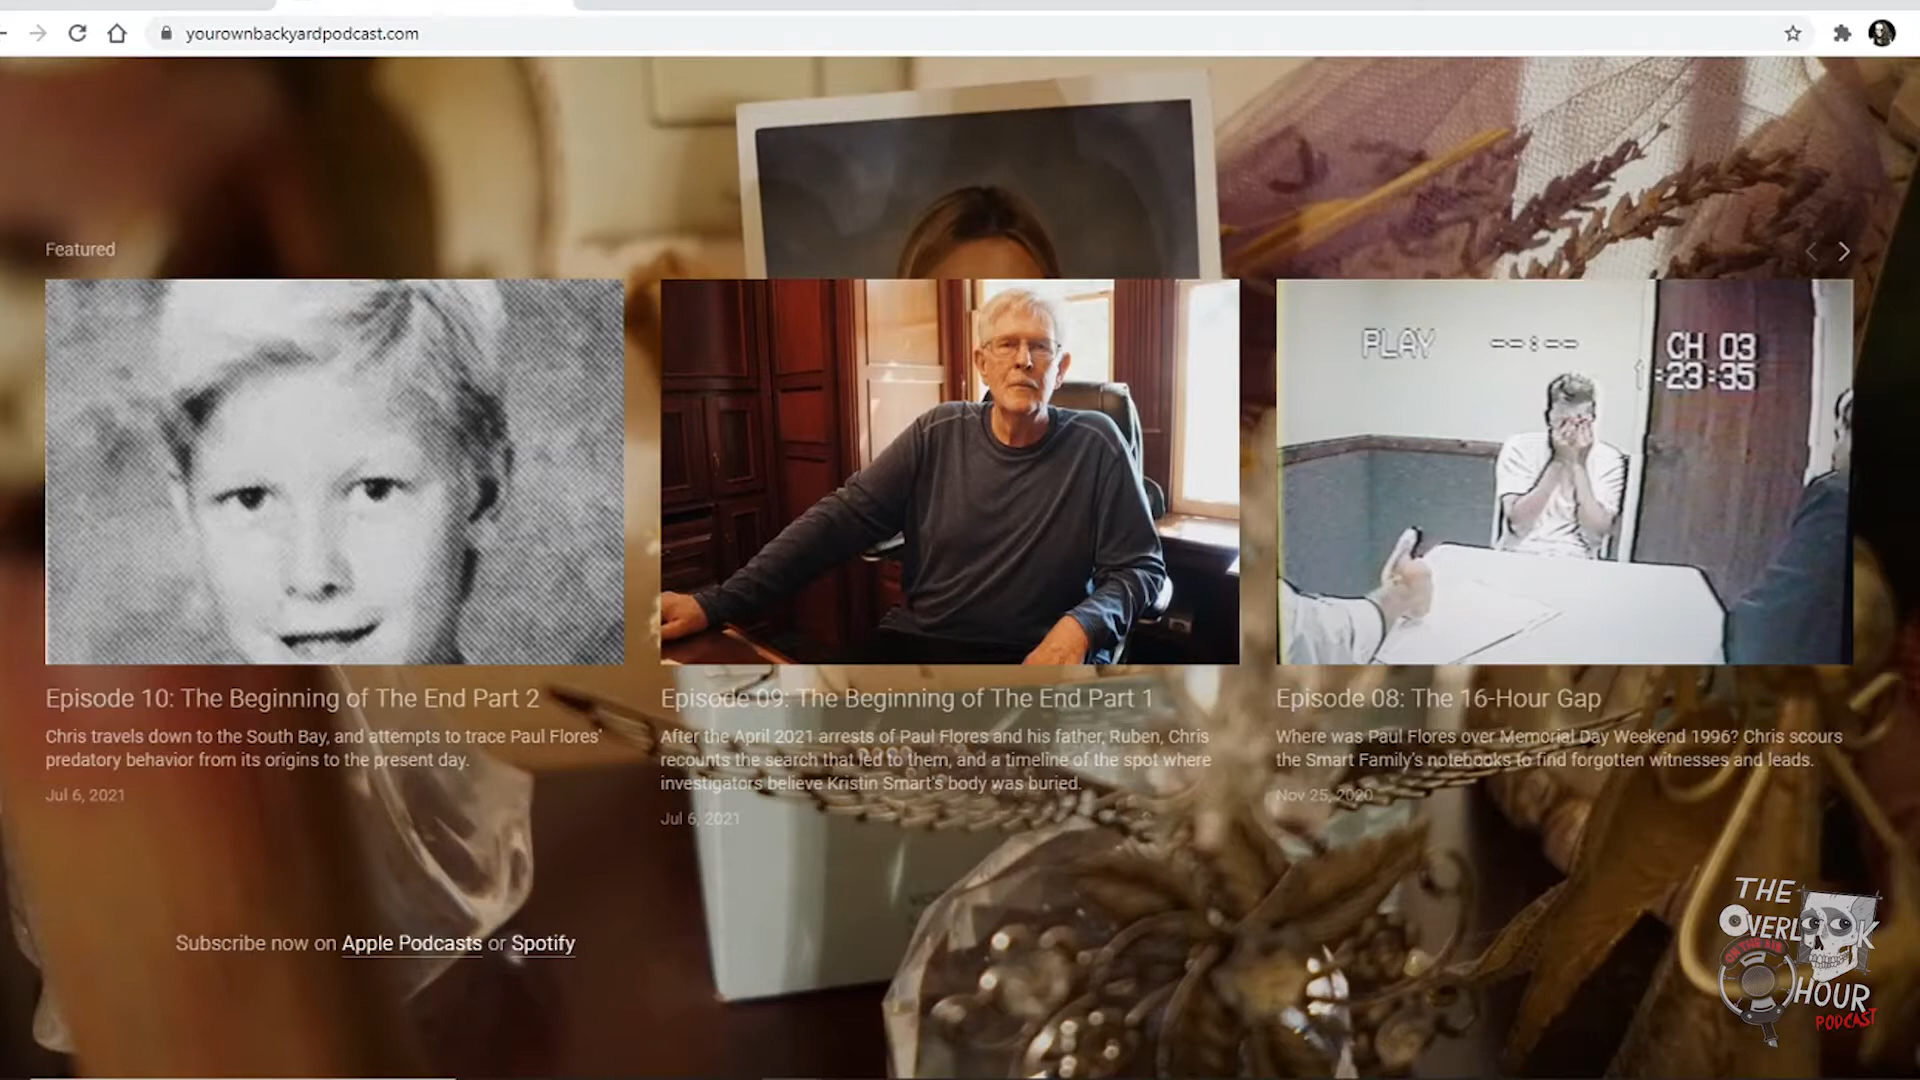 yourownbackyardpodcast.com
Featured
PLAY --:-- CH 03
:23:35
Episode 10: The Beginning of The End Part 2
Chris travels down to the South Bay, and attempts to trace Paul Flores'
predatory behavior from its origins to the present day.
Jul 6, 2021
Episode 09: The Beginning of The End Part 1
After the April 2021 arrests of Paul Flores and his father, Ruben, Chris
recounts the search that led to them, and a timeline of the spot where
investigators believe Kristin Smart's body was buried.
Jul 6, 2021
Episode 08: The 16-Hour Gap
Where was Paul Flores over Memorial Day Weekend 1996? Chris scours
the Smart Family's notebooks to find forgotten witnesses and leads.
Nov 25, 2020
Subscribe now on Apple Podcasts or Spotify
THE
OVERLOOK
ON THE AIR
HOUR
PODCAST